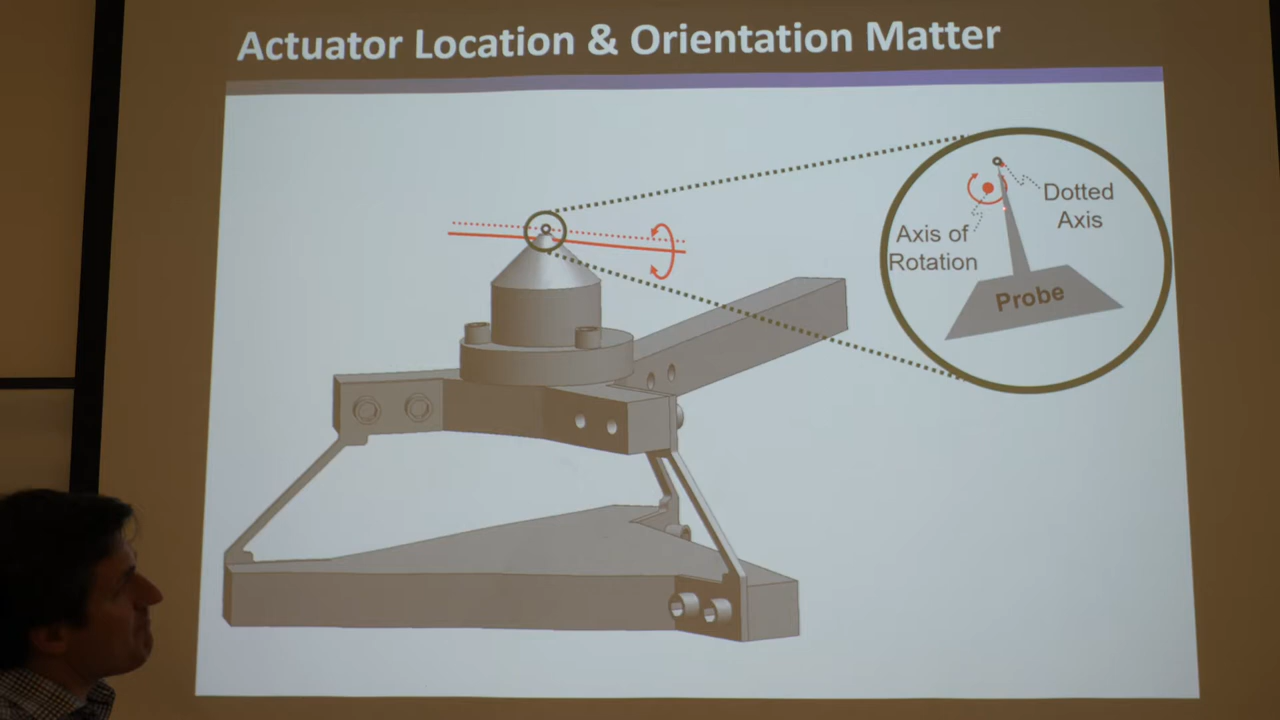 Actuator Location & Orientation Matter
Dotted
Axis
Axis of
Rotation
Probe